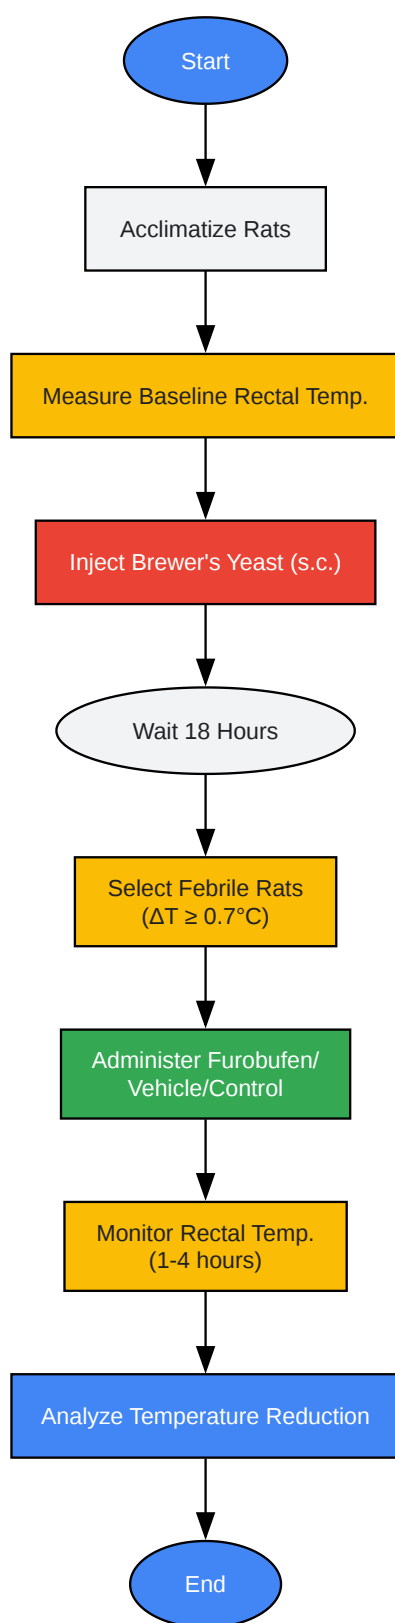 Start
Acclimatize Rats
Measure Baseline Rectal Temp.
Inject Brewer's Yeast (s.c.)
Wait 18 Hours
Select Febrile Rats
(ΔT ≥ 0.7°C)
Administer Furobufen/
Vehicle/Control
Monitor Rectal Temp.
(1-4 hours)
Analyze Temperature Reduction
End